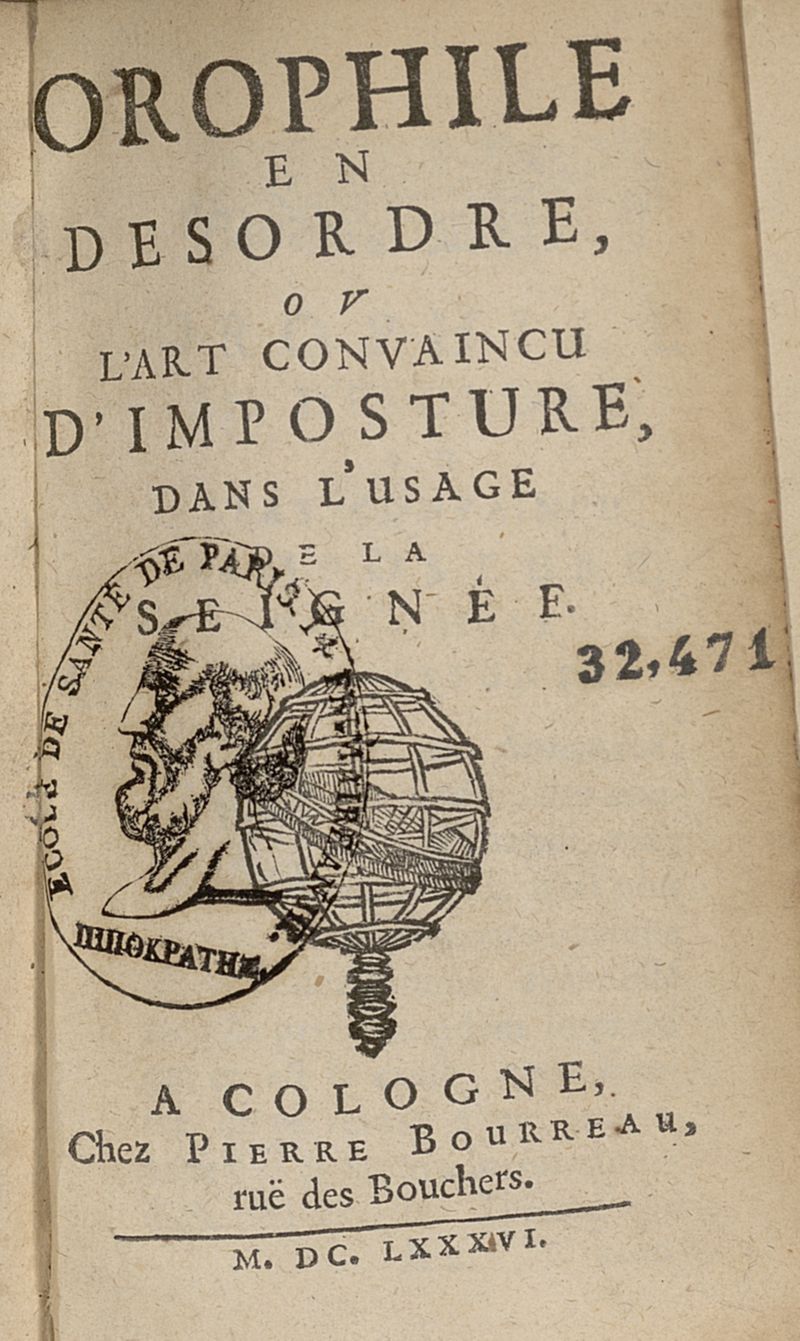 OROPHILE
EN
DESORDRE,
OV
L'ART CONVAINCU
D'IMPOSTURE,
DANS L'USAGE
DE LA
SEIGNÉE.
32,471
ECOLE DE SANTÉ DE PARIS
ΙΠΠΟΚΡΑΤΗΣ
A COLOGNE,
Chez PIERRE BOURREAU,
ruë des Bouchers.
M. DC. LXXXVI.